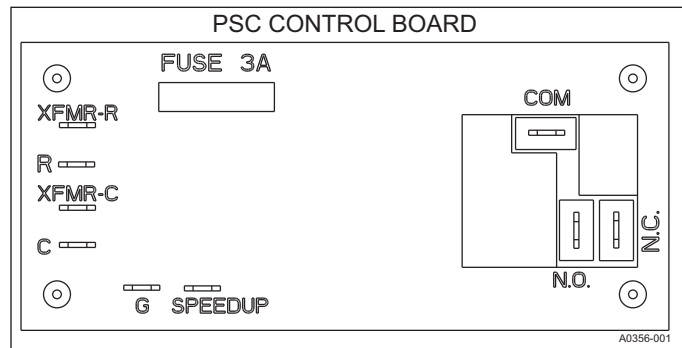 PSC CONTROL BOARD
FUSE 3A
XFMR-R
COM
R
XFMR-C
N.C.
C
N.O.
G SPEEDUP
A0356-001